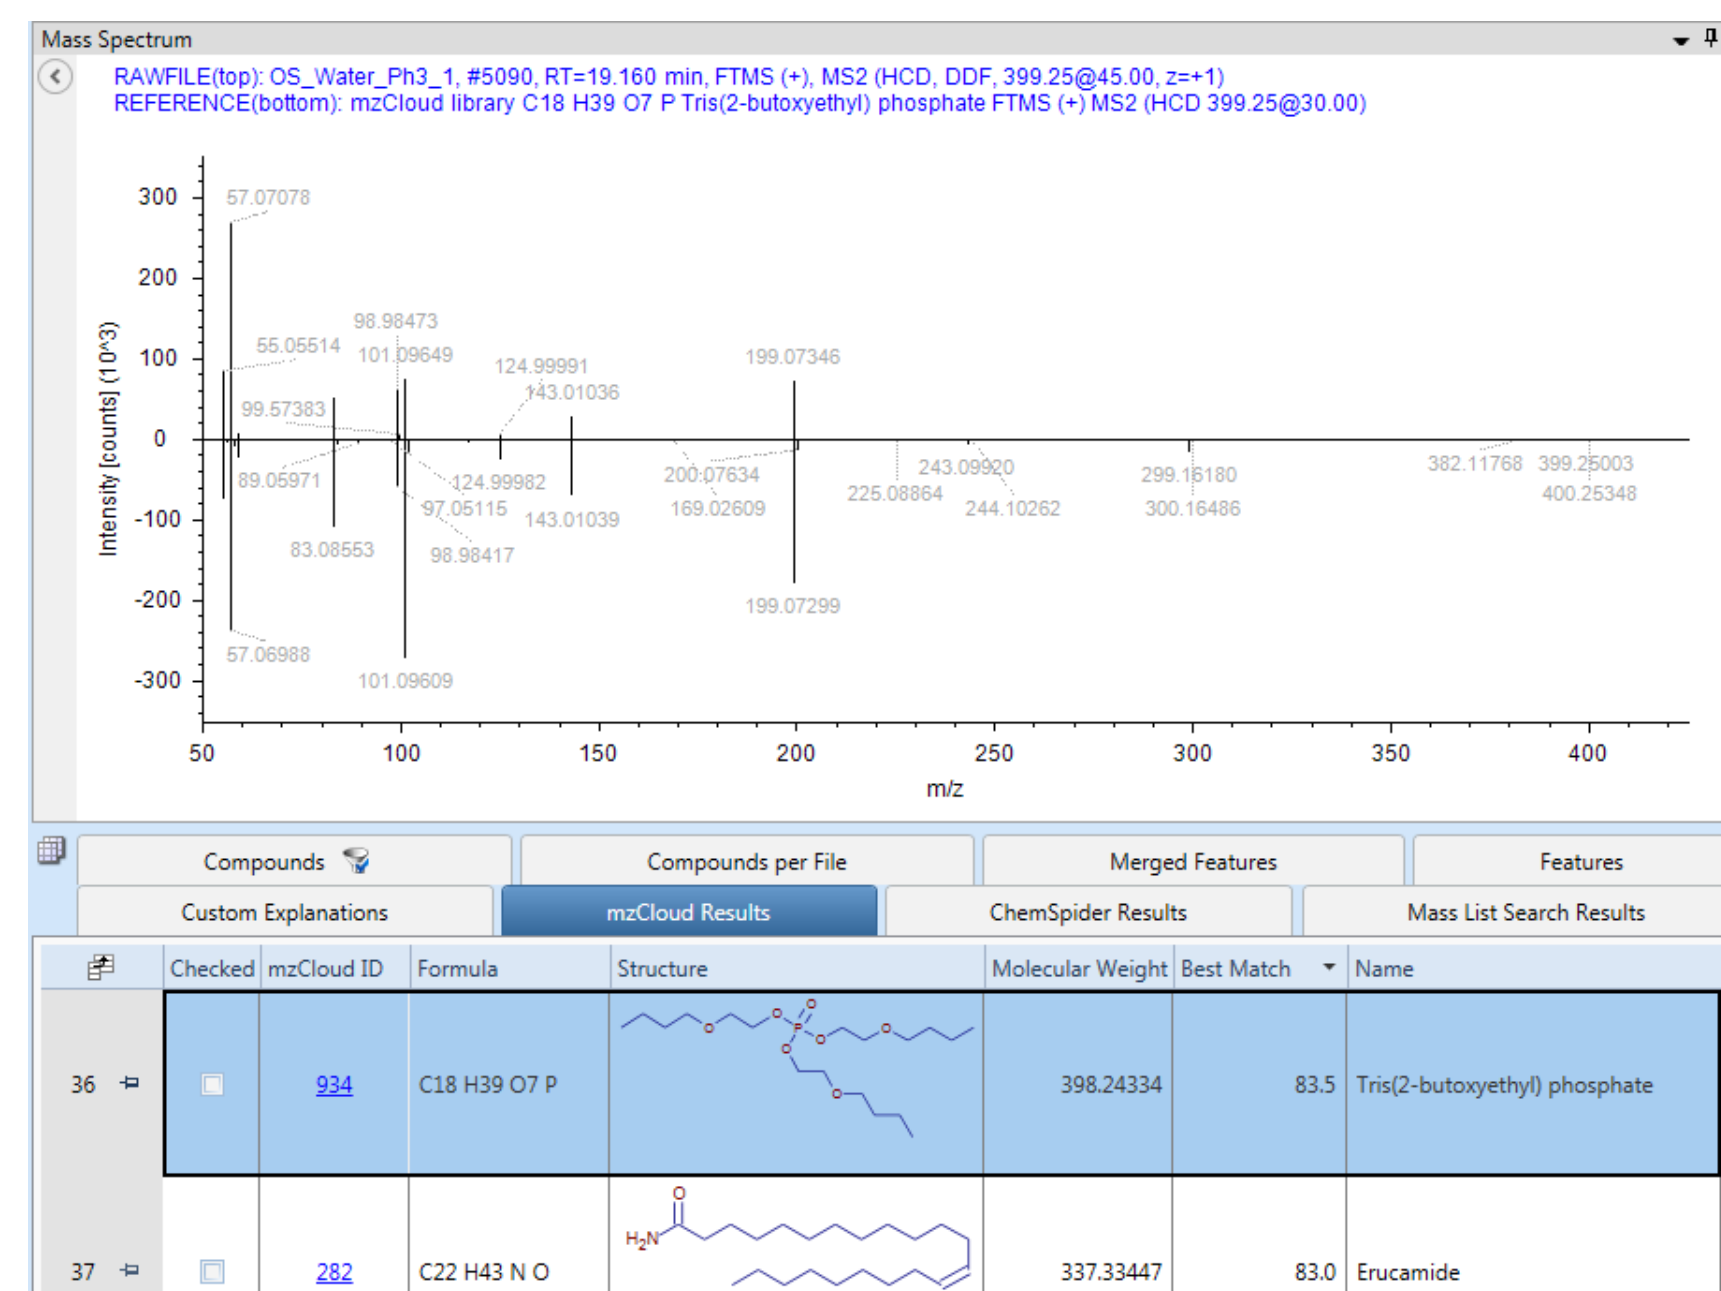 Mass Spectrum
RAWFILE(top): OS_Water_Ph3_1, #5090, RT=19.160 min, FTMS (+), MS2 (HCD, DDF, 399.25@45.00, z=+1)
REFERENCE(bottom): mzCloud library C18 H39 O7 P Tris(2-butoxyethyl) phosphate FTMS (+) MS2 (HCD 399.25@30.00)
Intensity [counts] (10^3)
300
200
100
0
-100
-200
-300
57.07078
98.98473
55.05514
101.09649
124.99991
199.07346
143.01036
99.57383
89.05971
124.99982
200.07634
243.09920
299.16180
382.11768
399.25003
97.05115
143.01039
169.02609
225.08864
244.10262
300.16486
400.25348
83.08553
98.98417
199.07299
57.06988
101.09609
50
100
150
200
250
300
350
400
m/z
Compounds
Compounds per File
Merged Features
Features
Custom Explanations
mzCloud Results
ChemSpider Results
Mass List Search Results
Checked mzCloud ID Formula Structure Molecular Weight Best Match Name
O
O
O
P
O
O
O
O
36 934 C18 H39 O7 P 398.24334 83.5 Tris(2-butoxyethyl) phosphate
O
H2N
37 282 C22 H43 N O 337.33447 83.0 Erucamide